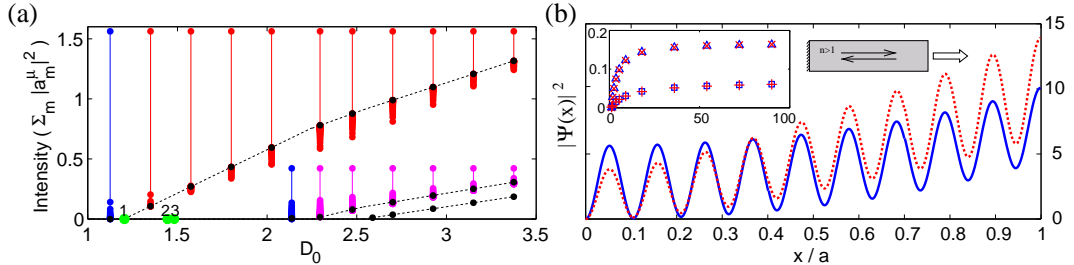 (a)
Intensity ( Σm |aμm|² )
1.5
1
0.5
0
1 2 3
1 1.5 2 2.5 3 3.5
D0
(b)
|Ψ(x)|²
0.2
0.1
0
0 50 100
n>1
15
10
5
0
0 0.1 0.2 0.3 0.4 0.5 0.6 0.7 0.8 0.9 1
x / a